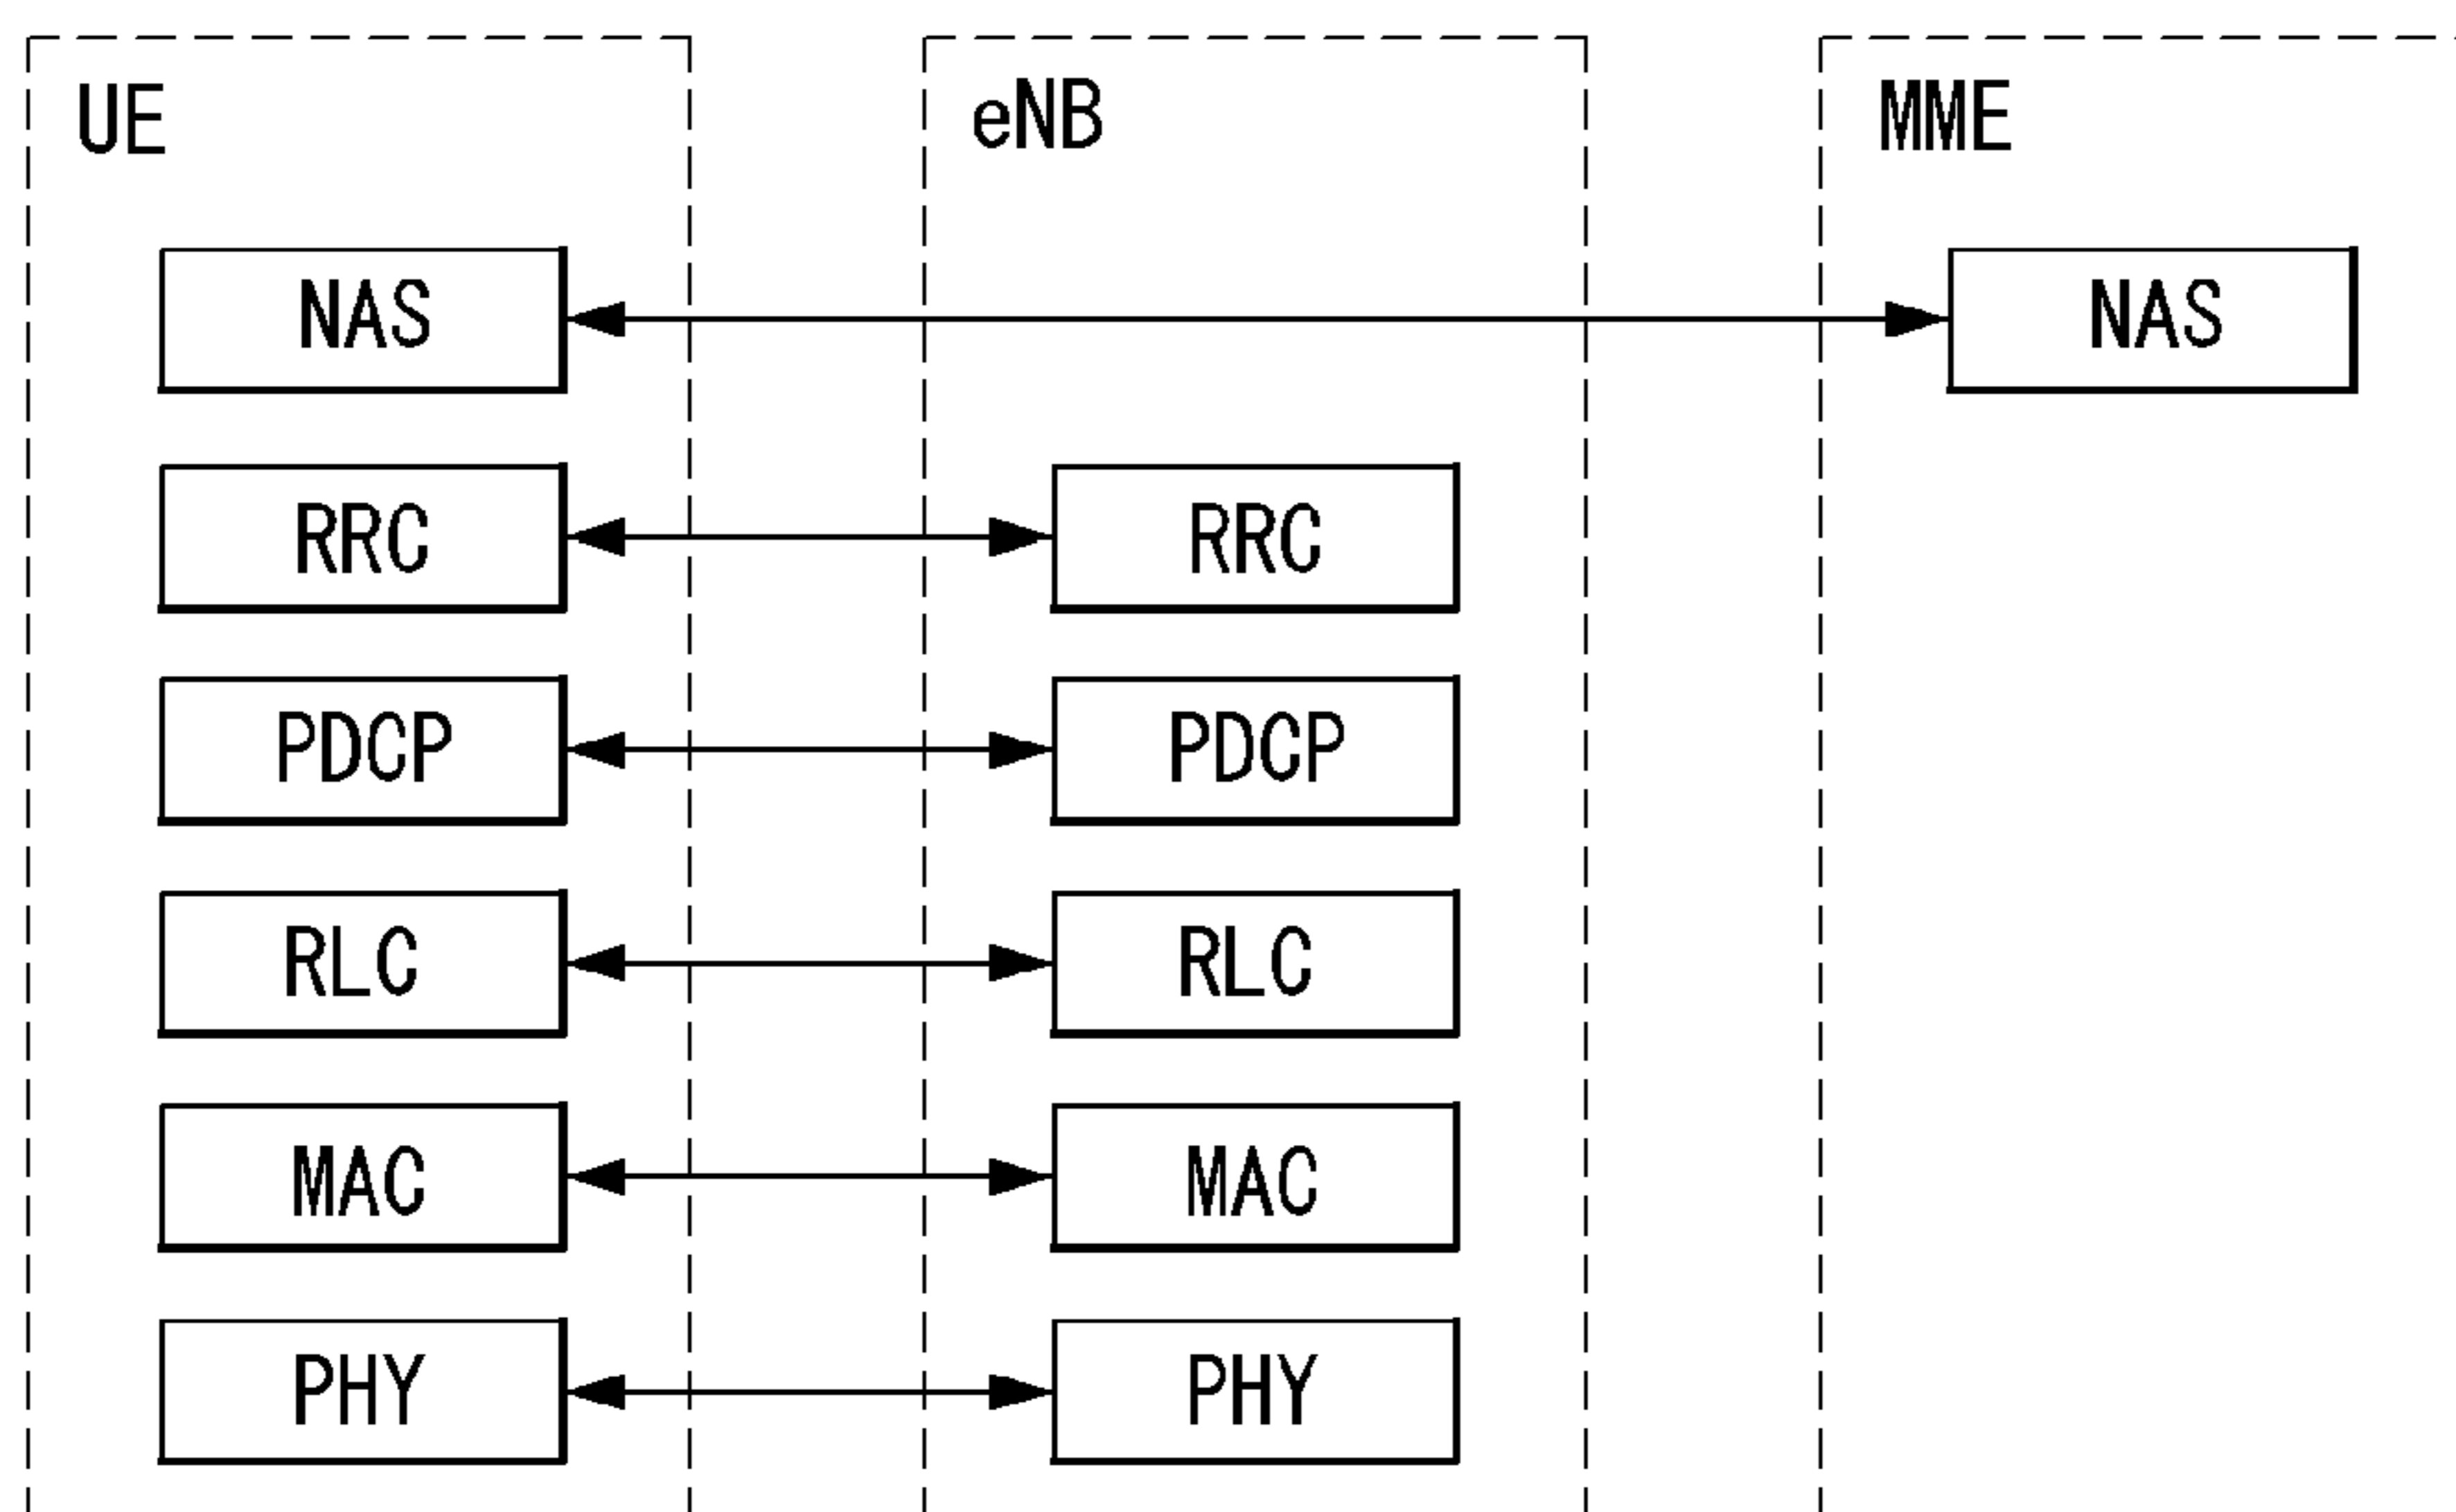 UE eNB MME
NAS NAS
RRC RRC
PDCP PDCP
RLC RLC
MAC MAC
PHY PHY